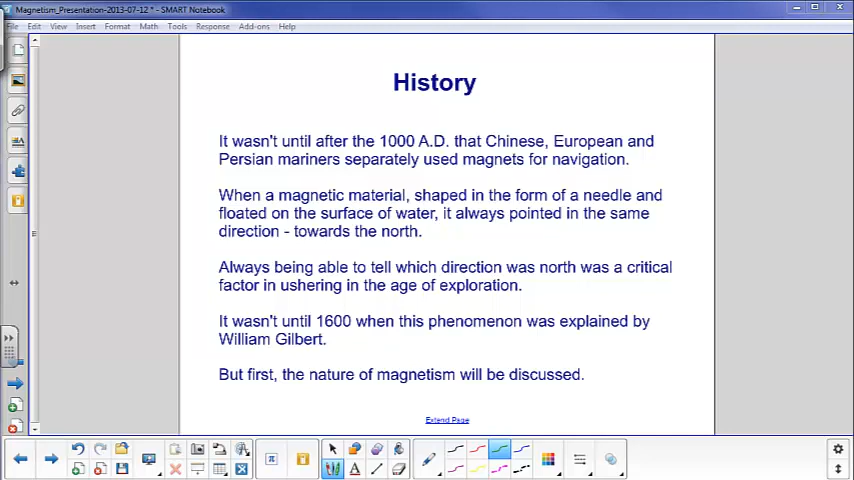 Magnetism_Presentation-2013-07-12 * - SMART Notebook
File Edit View Insert Format Math Tools Response Add-ons Help
History
It wasn't until after the 1000 A.D. that Chinese, European and
Persian mariners separately used magnets for navigation.
When a magnetic material, shaped in the form of a needle and
floated on the surface of water, it always pointed in the same
direction - towards the north.
Always being able to tell which direction was north was a critical
factor in ushering in the age of exploration.
It wasn't until 1600 when this phenomenon was explained by
William Gilbert.
But first, the nature of magnetism will be discussed.
Extend Page